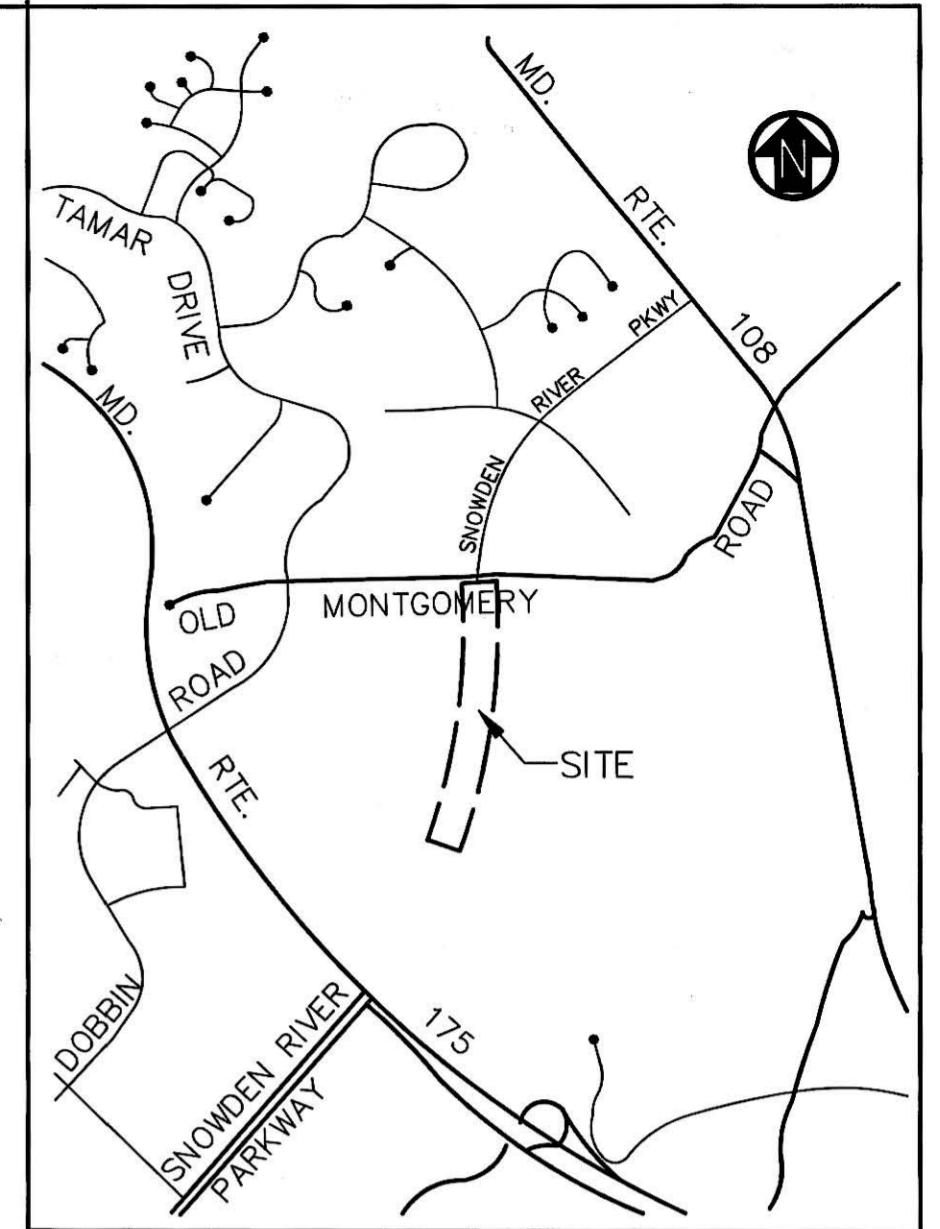 MD. RTE. 108
N
TAMAR DRIVE
SNOWDEN RIVER PKWY
MD. RTE. 175
OLD MONTGOMERY ROAD
DOBBIN ROAD
SITE
SNOWDEN RIVER
PARKWAY